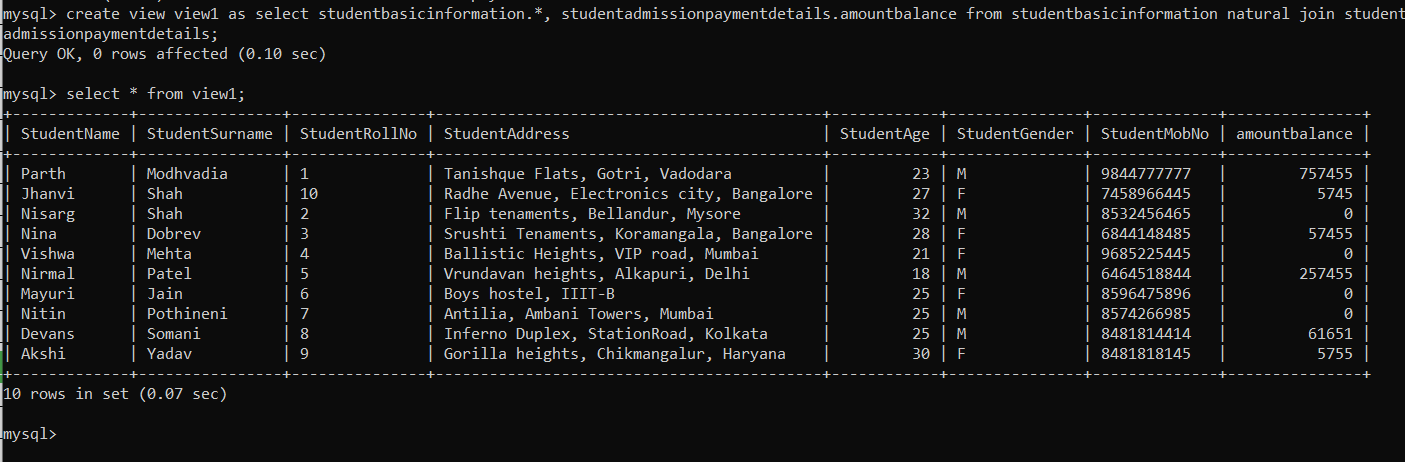 mysql> create view view1 as select studentbasicinformation.*, studentadmissionpaymentdetails.amountbalance from studentbasicinformation natural join student
admissionpaymentdetails;
Query OK, 0 rows affected (0.10 sec)
mysql> select * from view1;
+-------------+----------------+---------------+------------------------------------------+------------+---------------+--------------+---------------+
| StudentName | StudentSurname | StudentRollNo | StudentAddress                           | StudentAge | StudentGender | StudentMobNo | amountbalance |
+-------------+----------------+---------------+------------------------------------------+------------+---------------+--------------+---------------+
| Parth       | Modhvadia      | 1             | Tanishque Flats, Gotri, Vadodara         |         23 | M             | 9844777777   |        757455 |
| Jhanvi      | Shah           | 10            | Radhe Avenue, Electronics city, Bangalore |         27 | F             | 7458966445   |          5745 |
| Nisarg      | Shah           | 2             | Flip tenaments, Bellandur, Mysore        |         32 | M             | 8532456465   |             0 |
| Nina        | Dobrev         | 3             | Srushti Tenaments, Koramangala, Bangalore |         28 | F             | 6844148485   |         57455 |
| Vishwa      | Mehta          | 4             | Ballistic Heights, VIP road, Mumbai      |         21 | F             | 9685225445   |             0 |
| Nirmal      | Patel          | 5             | Vrundavan heights, Alkapuri, Delhi       |         18 | M             | 6464518844   |        257455 |
| Mayuri      | Jain           | 6             | Boys hostel, IIIT-B                      |         25 | F             | 8596475896   |             0 |
| Nitin       | Pothineni      | 7             | Antilia, Ambani Towers, Mumbai           |         25 | M             | 8574266985   |             0 |
| Devans      | Somani         | 8             | Inferno Duplex, StationRoad, Kolkata     |         25 | M             | 8481814414   |         61651 |
| Akshi       | Yadav          | 9             | Gorilla heights, Chikmangalur, Haryana   |         30 | F             | 8481818145   |          5755 |
+-------------+----------------+---------------+------------------------------------------+------------+---------------+--------------+---------------+
10 rows in set (0.07 sec)
mysql>